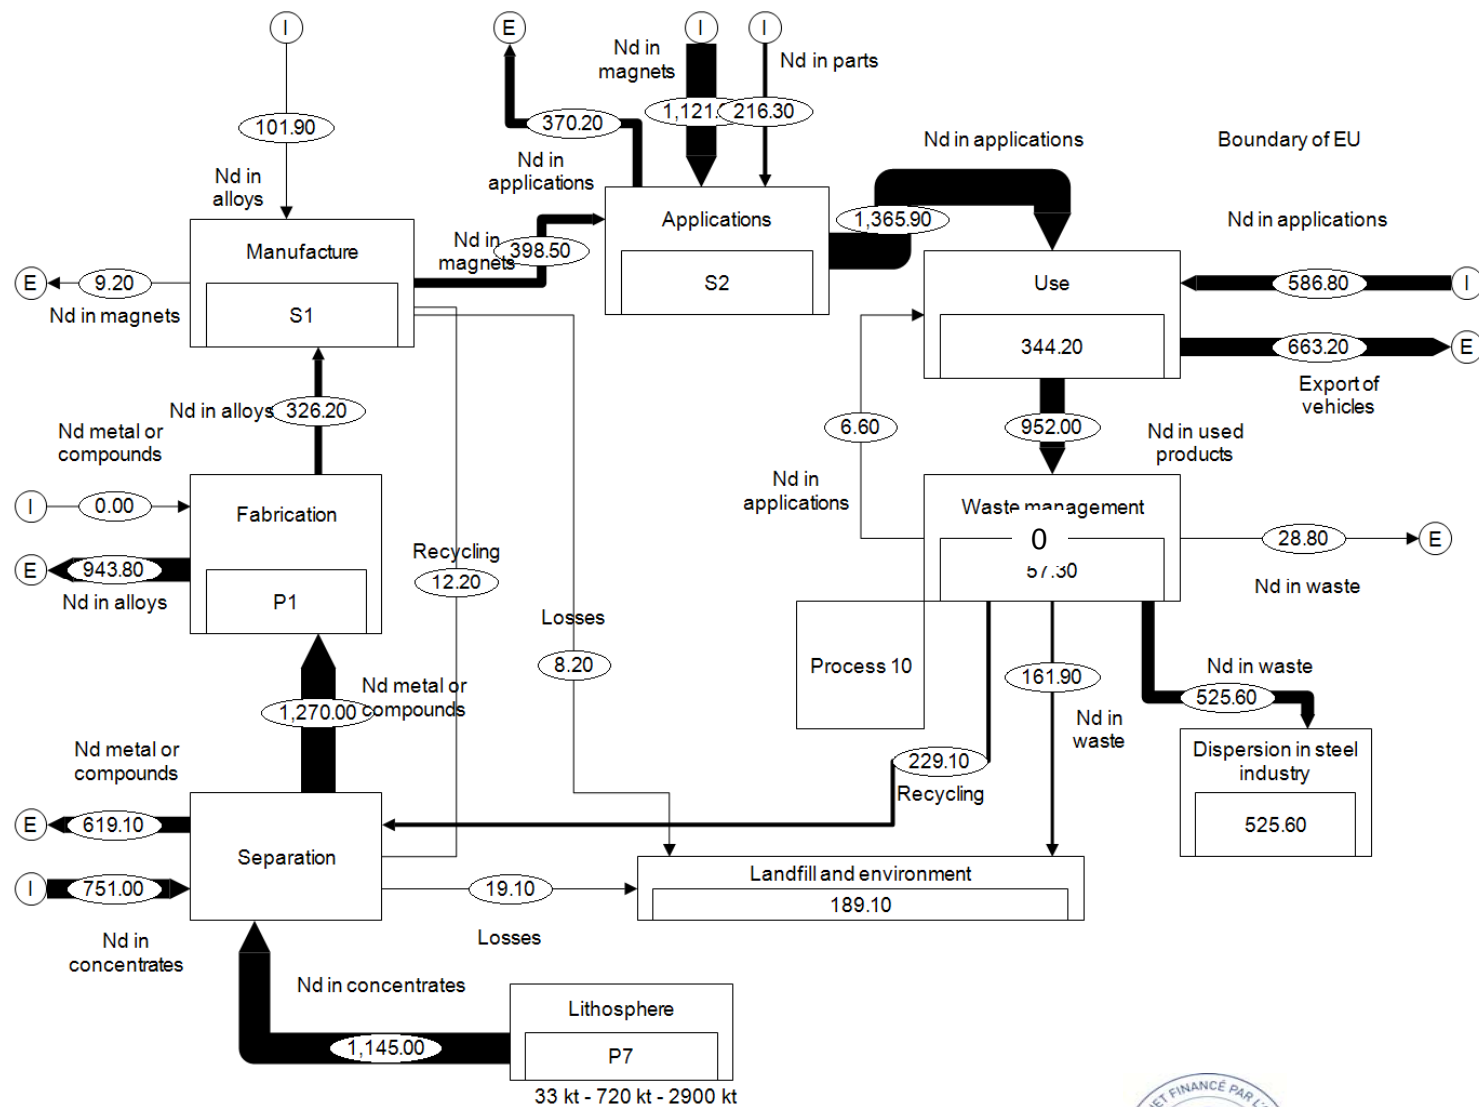 I
E
I
I
Nd in
magnets
Nd in parts
101.90
370.20
1,121.
216.30
Nd in
alloys
Nd in
applications
Nd in applications
Boundary of EU
Manufacture
S1
Nd in
magnets
398.50
Applications
S2
1,365.90
Nd in applications
E
9.20
Nd in magnets
Use
344.20
586.80
I
663.20
E
Export of
vehicles
Nd in alloys
326.20
6.60
952.00
Nd in used
products
Nd metal or
compounds
Nd in
applications
I
0.00
Fabrication
P1
E
943.80
Nd in alloys
Recycling
12.20
Waste management
0
57.30
28.80
E
Nd in waste
Losses
8.20
Process 10
161.90
Nd in
waste
Nd in waste
525.60
Nd metal or
compounds
1,270.00
Nd metal or
compounds
229.10
Recycling
Dispersion in steel
industry
525.60
E
619.10
Separation
I
751.00
Nd in
concentrates
19.10
Losses
Landfill and environment
189.10
Nd in concentrates
Lithosphere
P7
1,145.00
33 kt - 720 kt - 2900 kt
FINANCÉ PAR